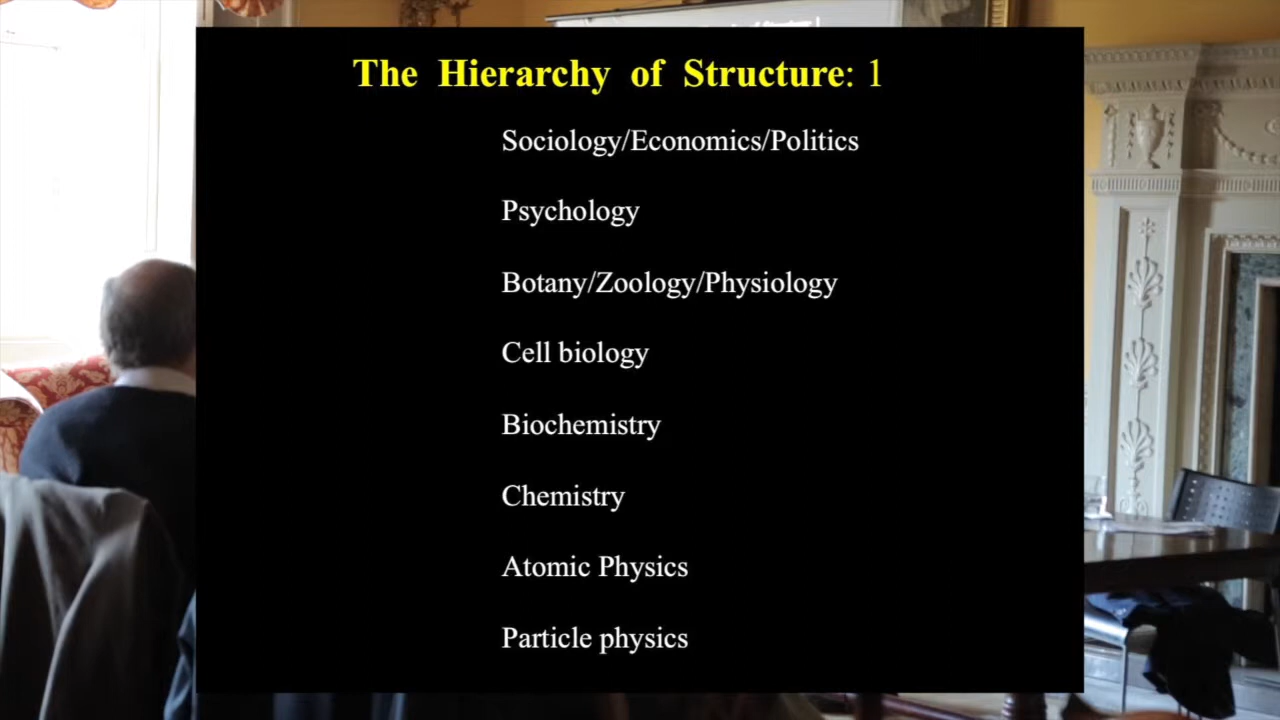 The Hierarchy of Structure: 1
Sociology/Economics/Politics
Psychology
Botany/Zoology/Physiology
Cell biology
Biochemistry
Chemistry
Atomic Physics
Particle physics